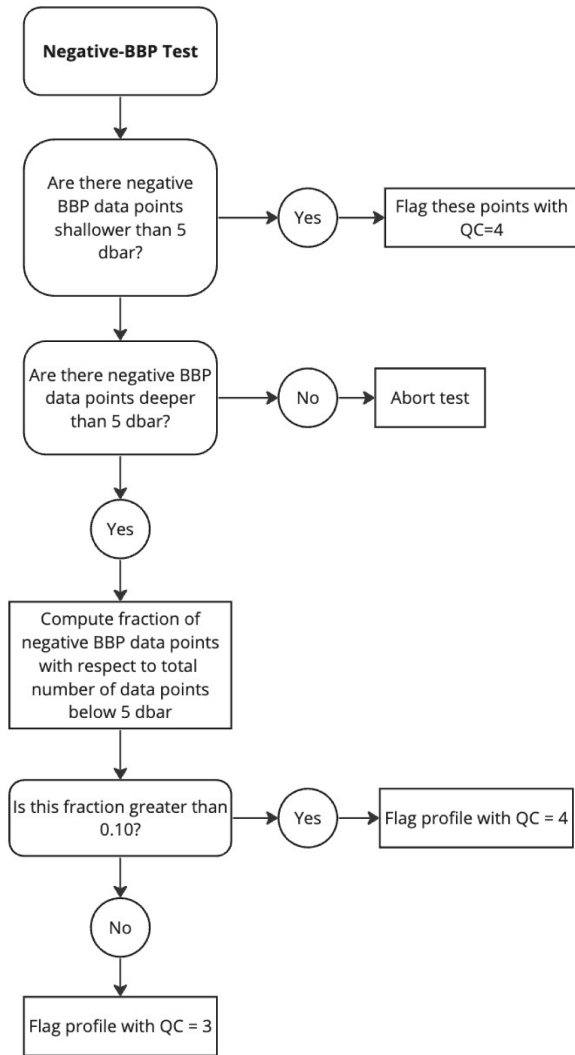 Negative-BBP Test
Are there negative
BBP data points
shallower than 5
dbar?
Yes
Flag these points with
QC=4
Are there negative BBP
data points deeper
than 5 dbar?
No
Abort test
Yes
Compute fraction of
negative BBP data points
with respect to total
number of data points
below 5 dbar
Is this fraction greater than
0.10?
Yes
Flag profile with QC = 4
No
Flag profile with QC = 3